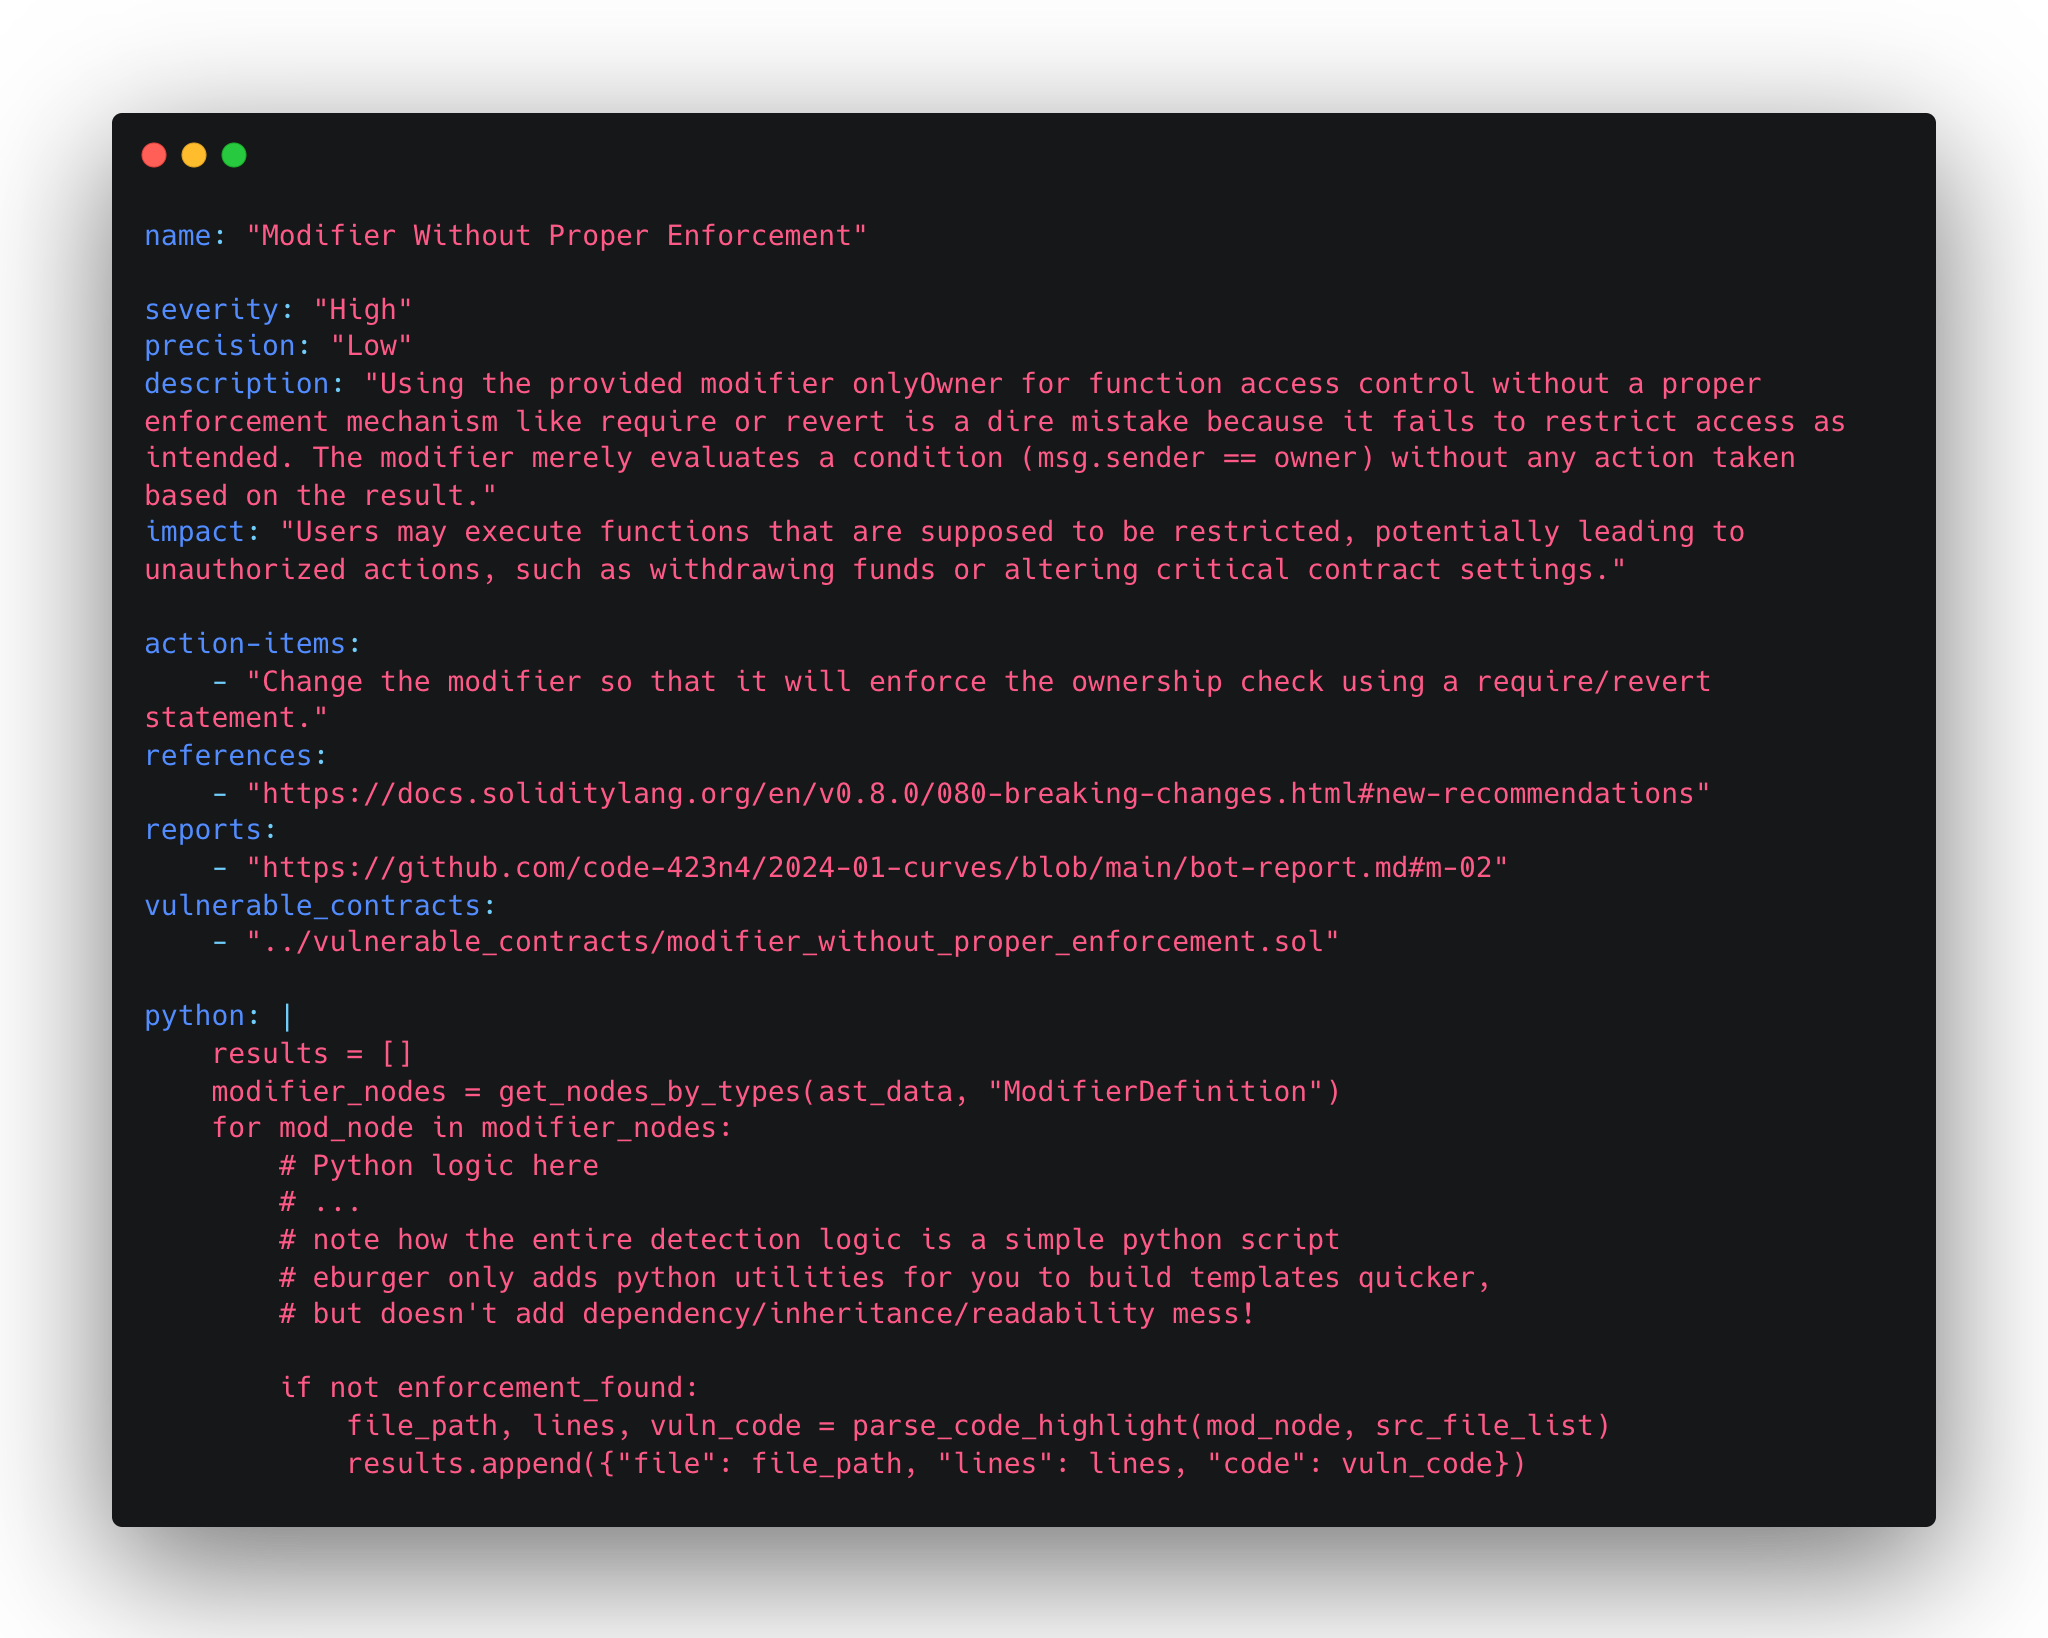 name: "Modifier Without Proper Enforcement"
severity: "High"
precision: "Low"
description: "Using the provided modifier onlyOwner for function access control without a proper
enforcement mechanism like require or revert is a dire mistake because it fails to restrict access as
intended. The modifier merely evaluates a condition (msg.sender == owner) without any action taken
based on the result."
impact: "Users may execute functions that are supposed to be restricted, potentially leading to
unauthorized actions, such as withdrawing funds or altering critical contract settings."
action-items:
    - "Change the modifier so that it will enforce the ownership check using a require/revert
statement."
references:
    - "https://docs.soliditylang.org/en/v0.8.0/080-breaking-changes.html#new-recommendations"
reports:
    - "https://github.com/code-423n4/2024-01-curves/blob/main/bot-report.md#m-02"
vulnerable_contracts:
    - "../vulnerable_contracts/modifier_without_proper_enforcement.sol"
python: |
    results = []
    modifier_nodes = get_nodes_by_types(ast_data, "ModifierDefinition")
    for mod_node in modifier_nodes:
        # Python logic here
        # ...
        # note how the entire detection logic is a simple python script
        # eburger only adds python utilities for you to build templates quicker,
        # but doesn't add dependency/inheritance/readability mess!
        if not enforcement_found:
            file_path, lines, vuln_code = parse_code_highlight(mod_node, src_file_list)
            results.append({"file": file_path, "lines": lines, "code": vuln_code})